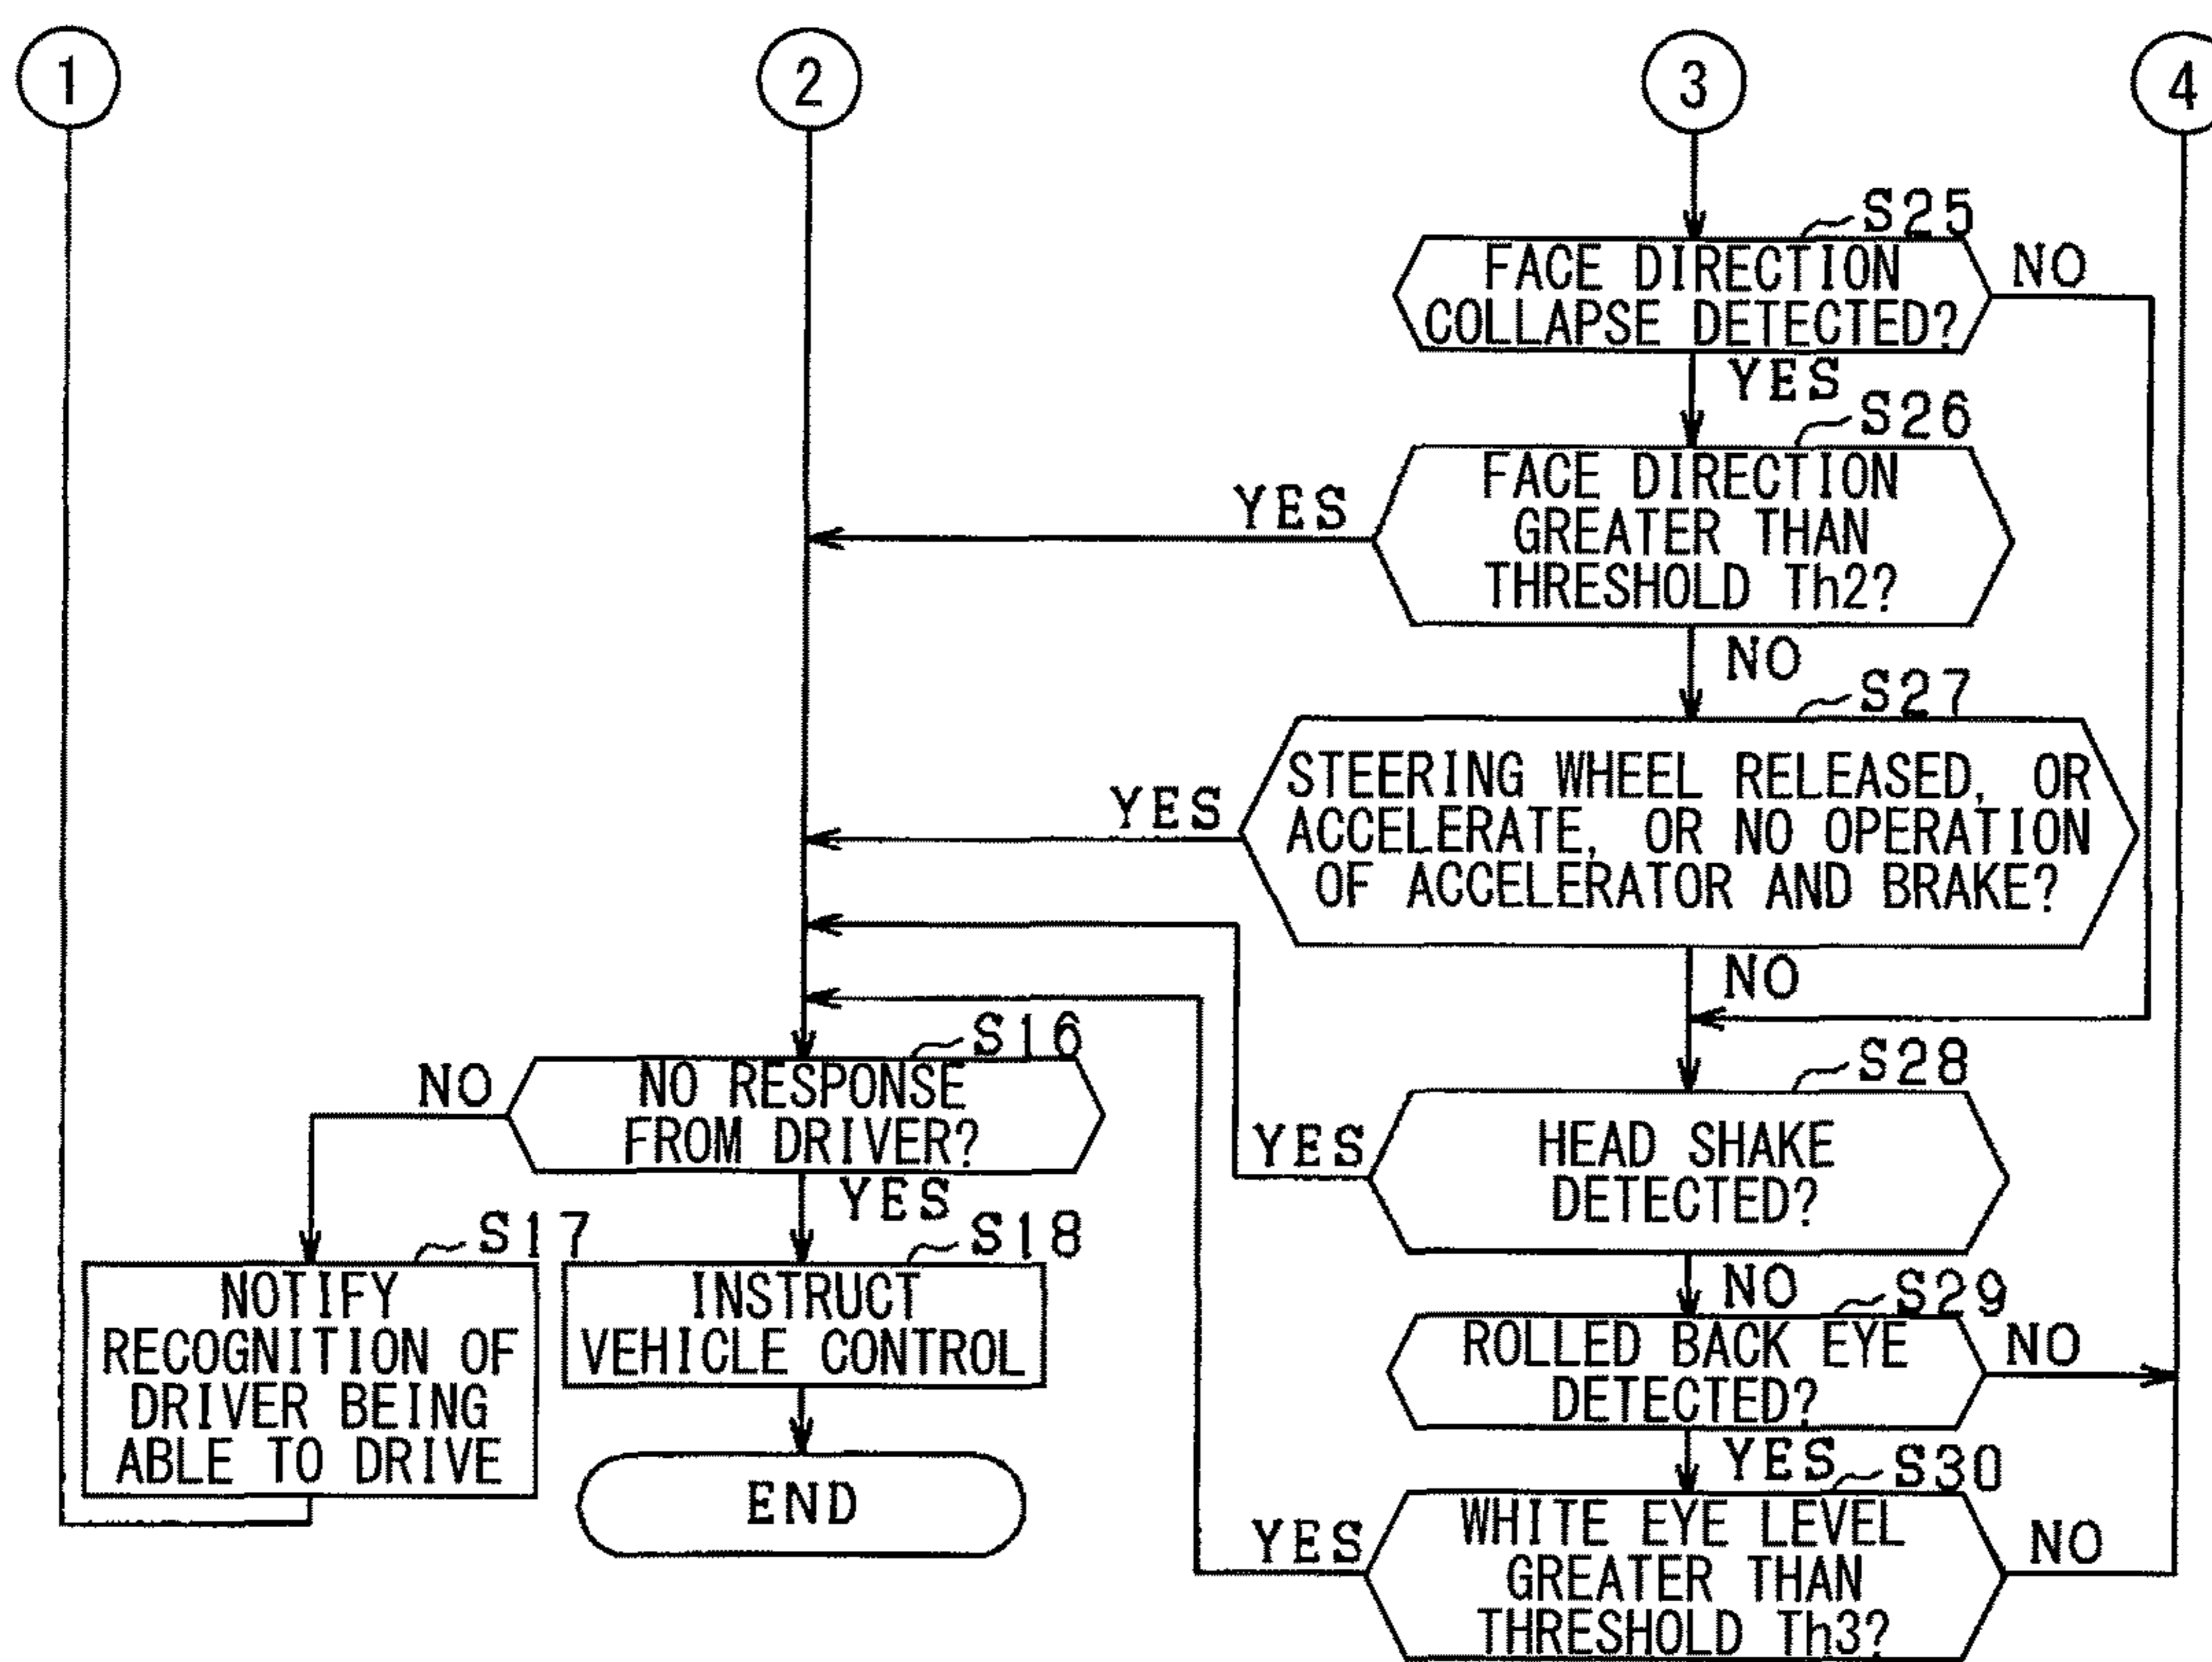 1
2
3
4
S25
FACE DIRECTION
COLLAPSE DETECTED?
NO
YES
S26
FACE DIRECTION
GREATER THAN
THRESHOLD Th2?
YES
NO
S27
STEERING WHEEL RELEASED, OR
ACCELERATE, OR NO OPERATION
OF ACCELERATOR AND BRAKE?
YES
NO
S16
NO RESPONSE
FROM DRIVER?
NO
YES
S28
HEAD SHAKE
DETECTED?
YES
NO
S17
NOTIFY
RECOGNITION OF
DRIVER BEING
ABLE TO DRIVE
S18
INSTRUCT
VEHICLE CONTROL
END
S29
ROLLED BACK EYE
DETECTED?
NO
YES
S30
WHITE EYE LEVEL
GREATER THAN
THRESHOLD Th3?
YES
NO